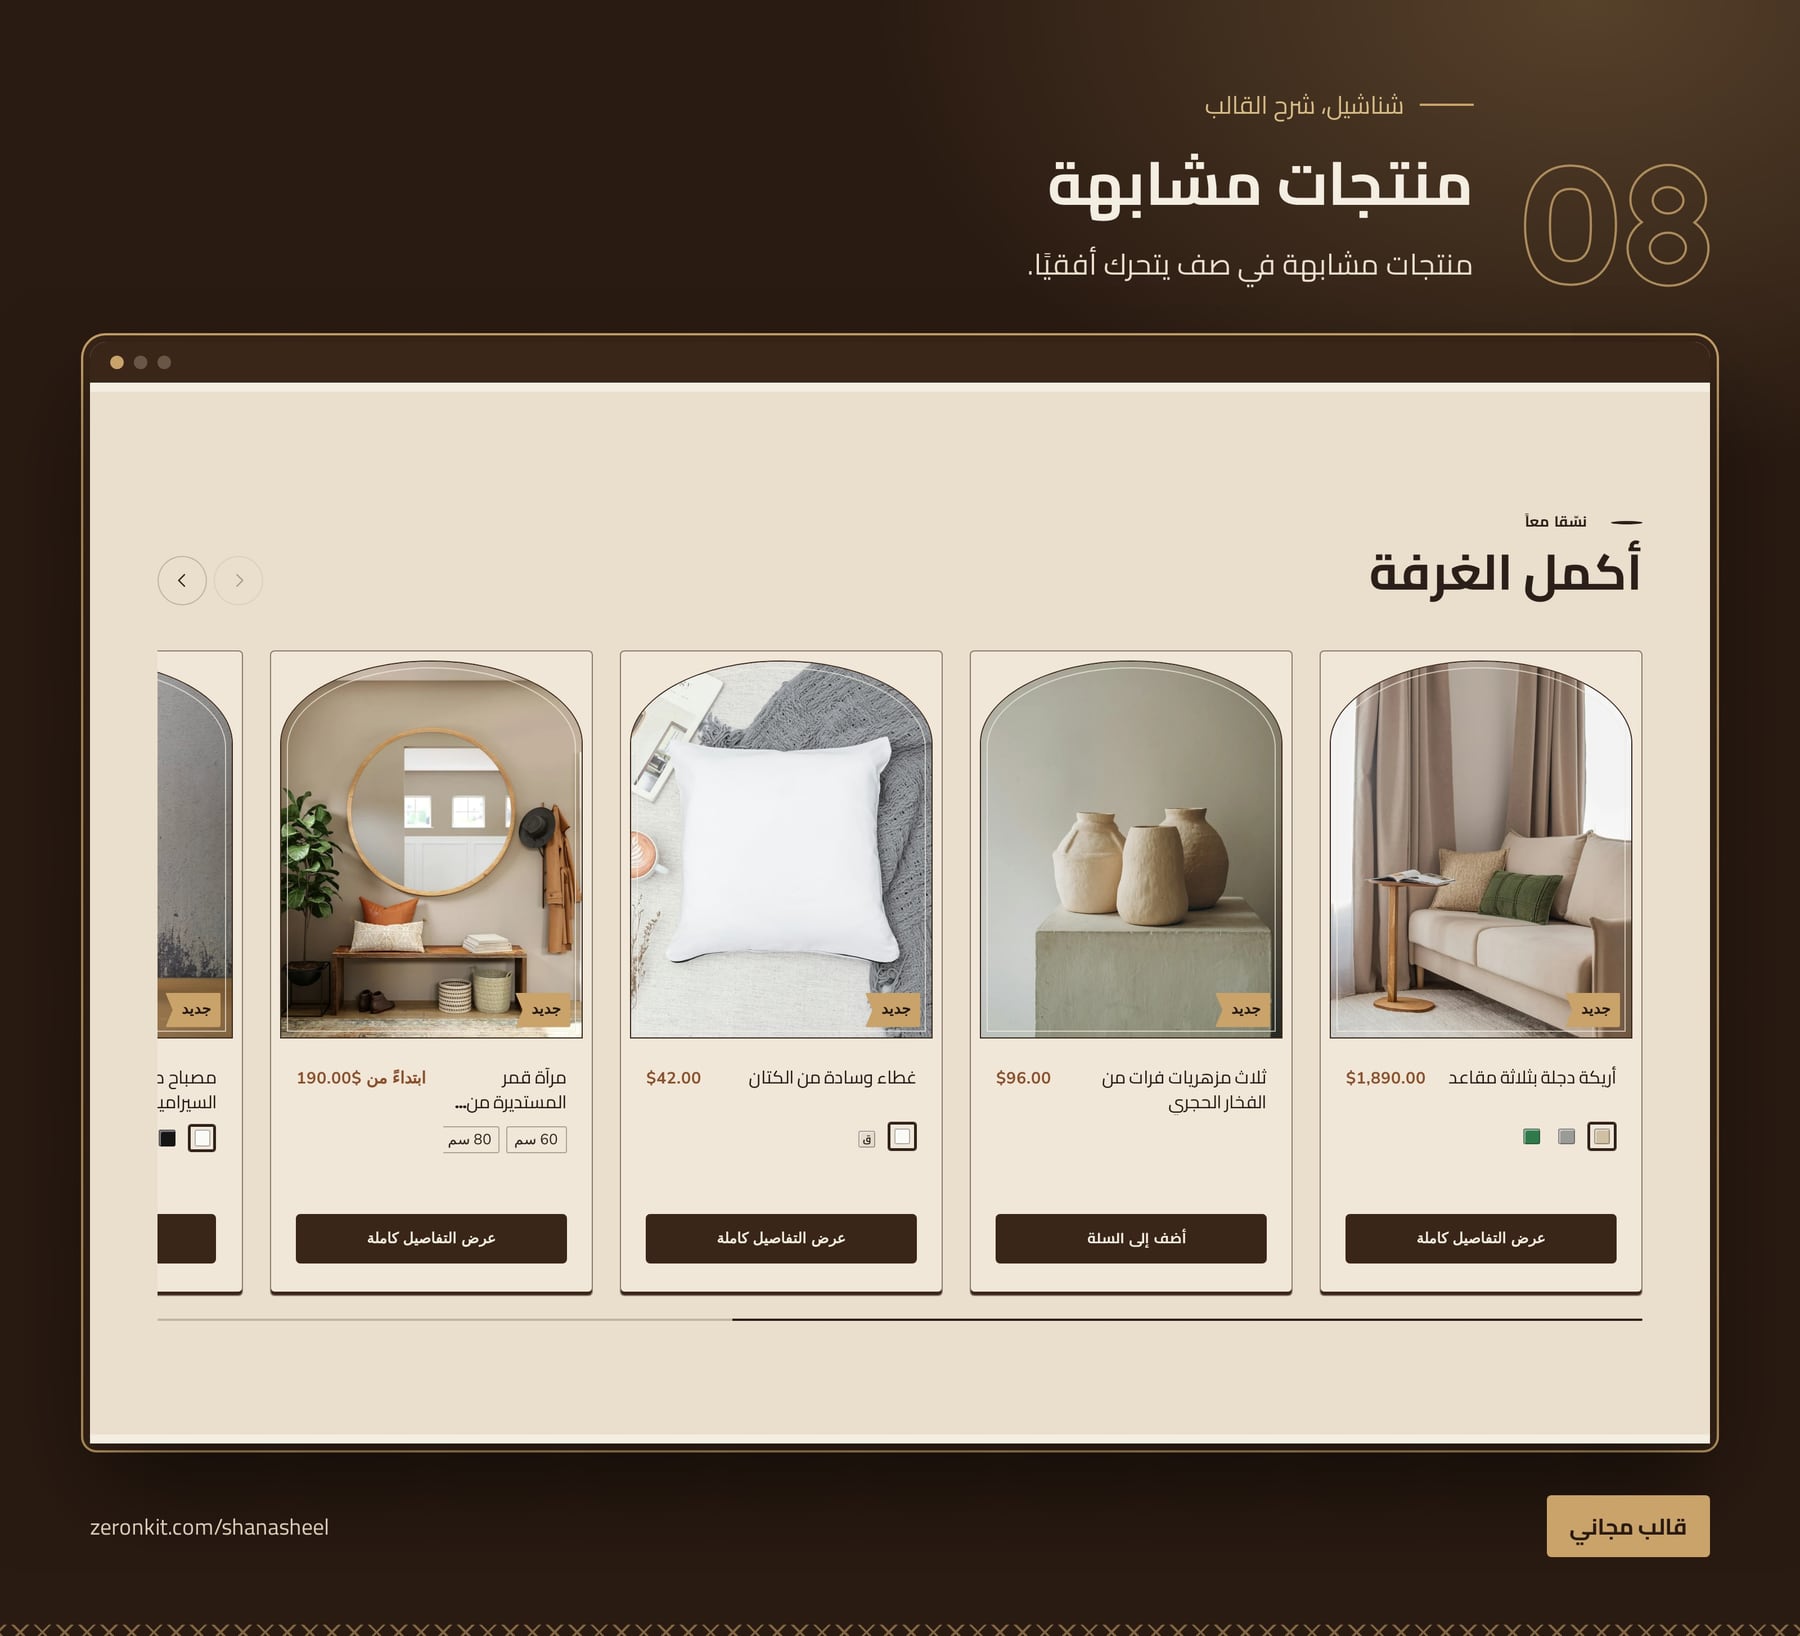 شناشيل، شرح القالب
08
منتجات مشابهة
منتجات مشابهة في صف يتحرك أفقيًا.
نسّقا معاً
أكمل الغرفة
جديد
أريكة دجلة بثلاثة مقاعد
$1,890.00
عرض التفاصيل كاملة
جديد
ثلاث مزهريات فرات من
الفخار الحجري
$96.00
أضف إلى السلة
جديد
غطاء وسادة من الكتان
$42.00
ق
عرض التفاصيل كاملة
جديد
مرآة قمر
المستديرة من...
ابتداءً من $190.00
60 سم
80 سم
عرض التفاصيل كاملة
جديد
مصباح
قالب مجاني
zeronkit.com/shanasheel